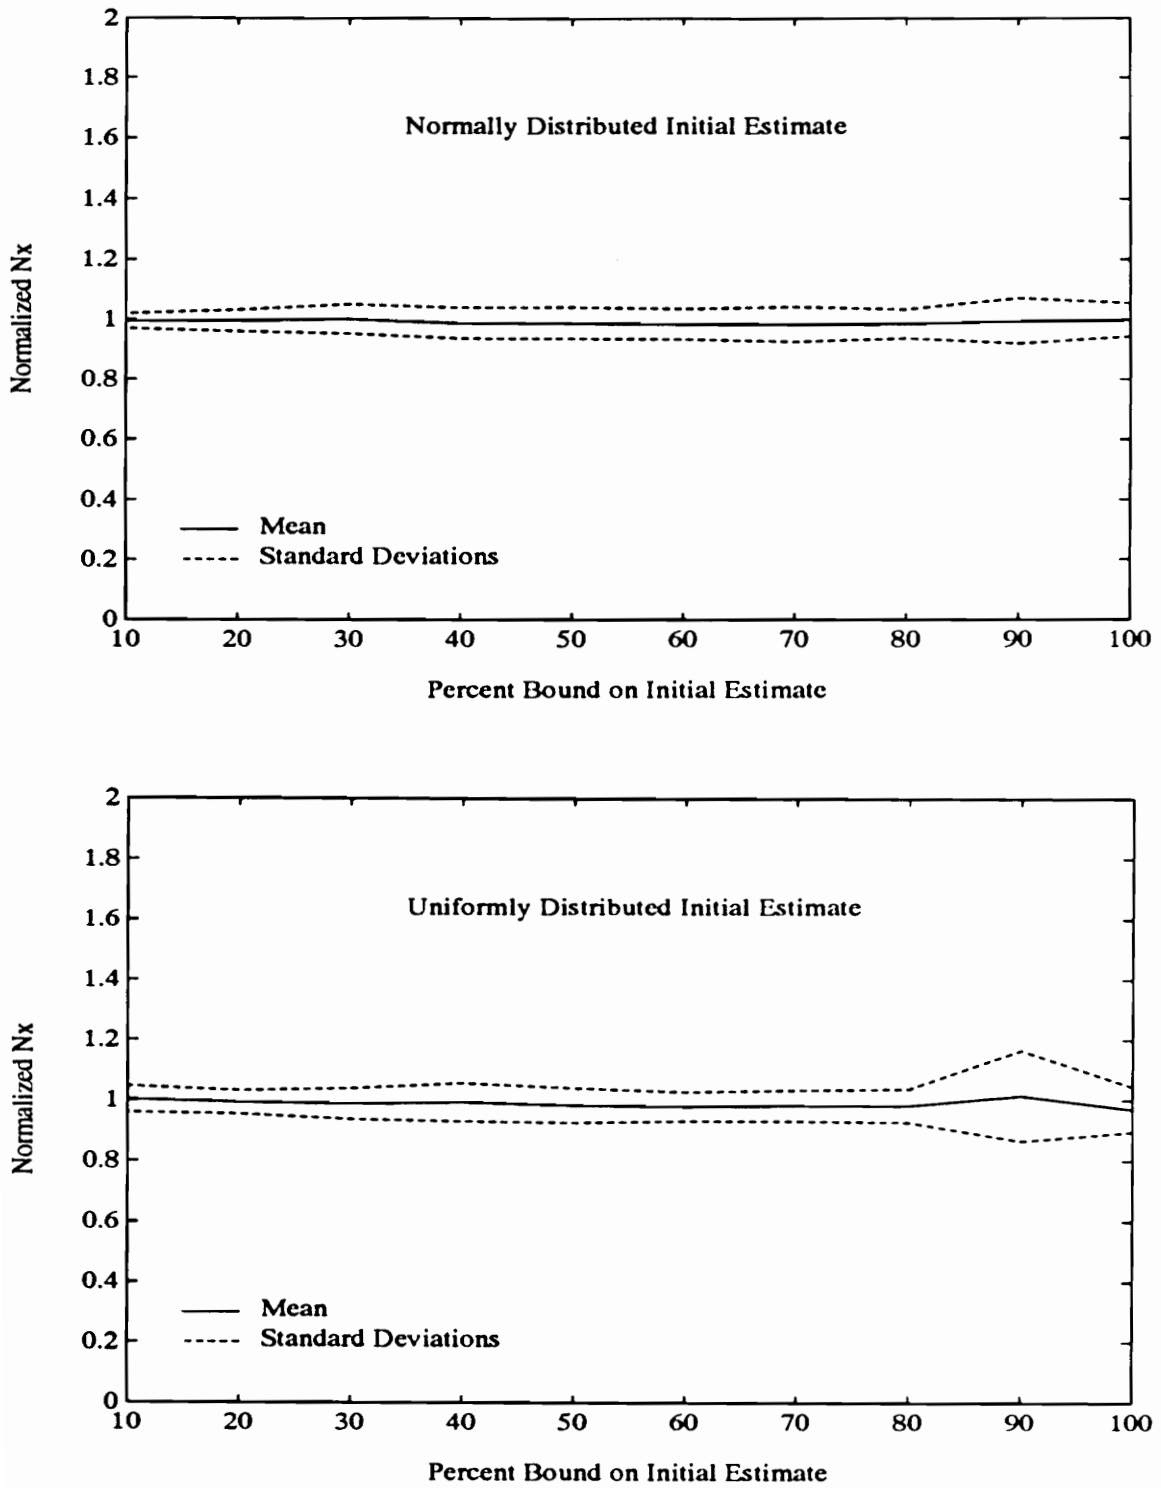 2
1.8
Normally Distributed Initial Estimate
1.6
1.4
1.2
Normalized Nx
1
0.8
0.6
0.4
Mean
0.2
Standard Deviations
0
10 20 30 40 50 60 70 80 90 100
Percent Bound on Initial Estimate
2
1.8
Uniformly Distributed Initial Estimate
1.6
1.4
1.2
Normalized Nx
1
0.8
0.6
0.4
Mean
0.2
Standard Deviations
0
10 20 30 40 50 60 70 80 90 100
Percent Bound on Initial Estimate